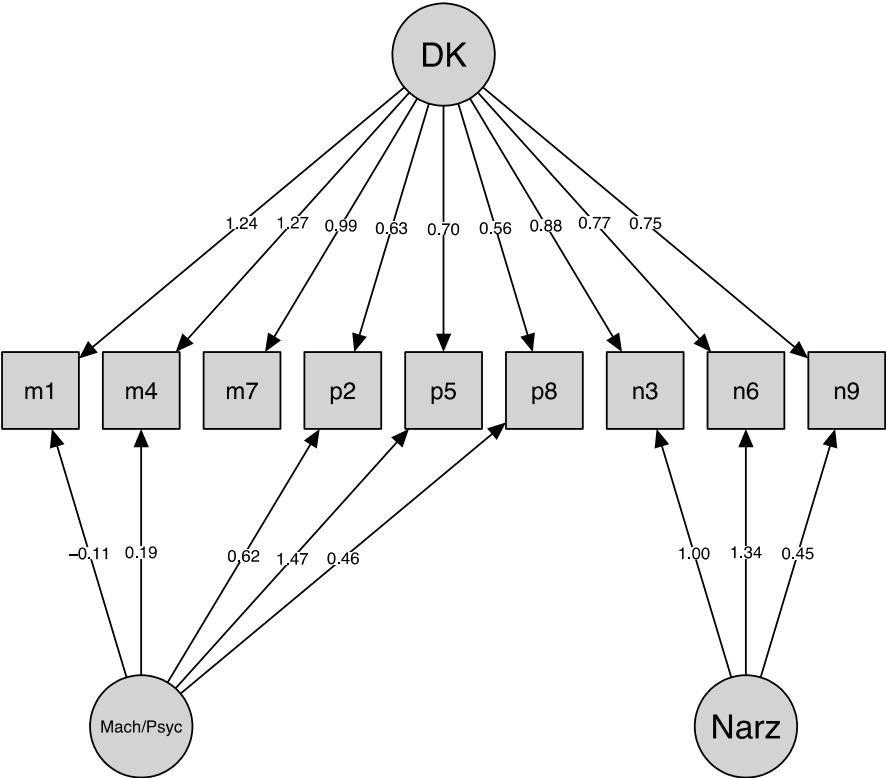 DK
1.24 1.27 0.99 0.63 0.70 0.56 0.88 0.77 0.75
m1 m4 m7 p2 p5 p8 n3 n6 n9
−0.11 0.19 0.62 1.47 0.46 1.00 1.34 0.45
Mach/Psyc Narz